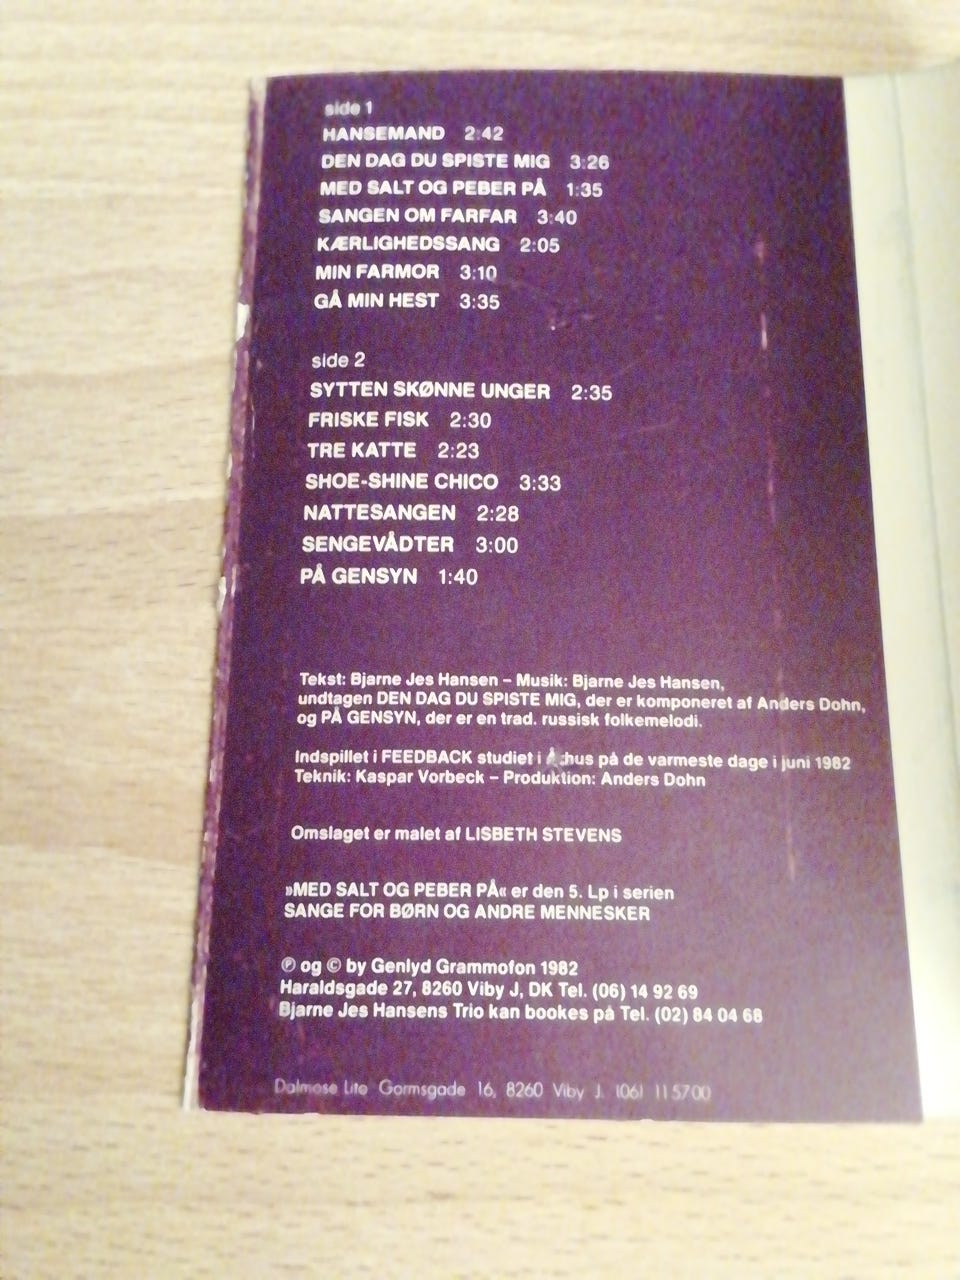 side 1
HANSEMAND 2:42
DEN DAG DU SPISTE MIG 3:26
MED SALT OG PEBER PÅ 1:35
SANGEN OM FARFAR 3:40
KÆRLIGHEDSSANG 2:05
MIN FARMOR 3:10
GÅ MIN HEST 3:35
side 2
SYTTEN SKØNNE UNGER 2:35
FRISKE FISK 2:30
TRE KATTE 2:23
SHOE-SHINE CHICO 3:33
NATTESANGEN 2:28
SENGEVÅDTER 3:00
PÅ GENSYN 1:40
Tekst: Bjarne Jes Hansen – Musik: Bjarne Jes Hansen,
undtagen DEN DAG DU SPISTE MIG, der er komponeret af Anders Dohn,
og PÅ GENSYN, der er en trad. russisk folkemelodi.
Indspillet i FEEDBACK studiet i Århus på de varmeste dage i juni 1982
Teknik: Kaspar Vorbeck – Produktion: Anders Dohn
Omslaget er malet af LISBETH STEVENS
»MED SALT OG PEBER PÅ« er den 5. Lp i serien
SANGE FOR BØRN OG ANDRE MENNESKER
℗ og © by Genlyd Grammofon 1982
Haraldsgade 27, 8260 Viby J, DK Tel. (06) 14 92 69
Bjarne Jes Hansens Trio kan bookes på Tel. (02) 84 04 68
Dalmose Lito Gormsgade 16, 8260 Viby J. (06) 11 57 00